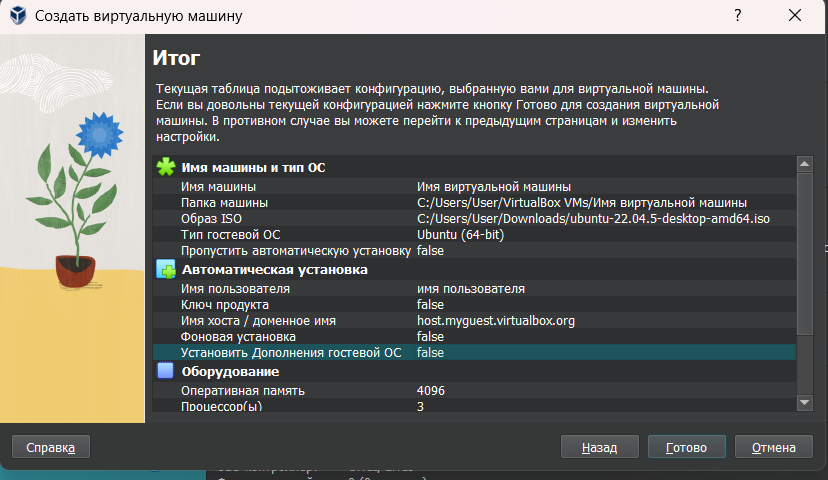 Создать виртуальную машину
Итог
Текущая таблица подытоживает конфигурацию, выбранную вами для виртуальной машины.
Если вы довольны текущей конфигурацией нажмите кнопку Готово для создания виртуальной
машины. В противном случае вы можете перейти к предыдущим страницам и изменить
настройки.
Имя машины и тип ОС
Имя машины Имя виртуальной машины
Папка машины C:/Users/User/VirtualBox VMs/Имя виртуальной машины
Образ ISO C:/Users/User/Downloads/ubuntu-22.04.5-desktop-amd64.iso
Тип гостевой ОС Ubuntu (64-bit)
Пропустить автоматическую установку false
Автоматическая установка
Имя пользователя имя пользователя
Ключ продукта false
Имя хоста / доменное имя host.myguest.virtualbox.org
Фоновая установка false
Установить Дополнения гостевой ОС false
Оборудование
Оперативная память 4096
Процессор(ы) 3
Справка Назад Готово Отмена